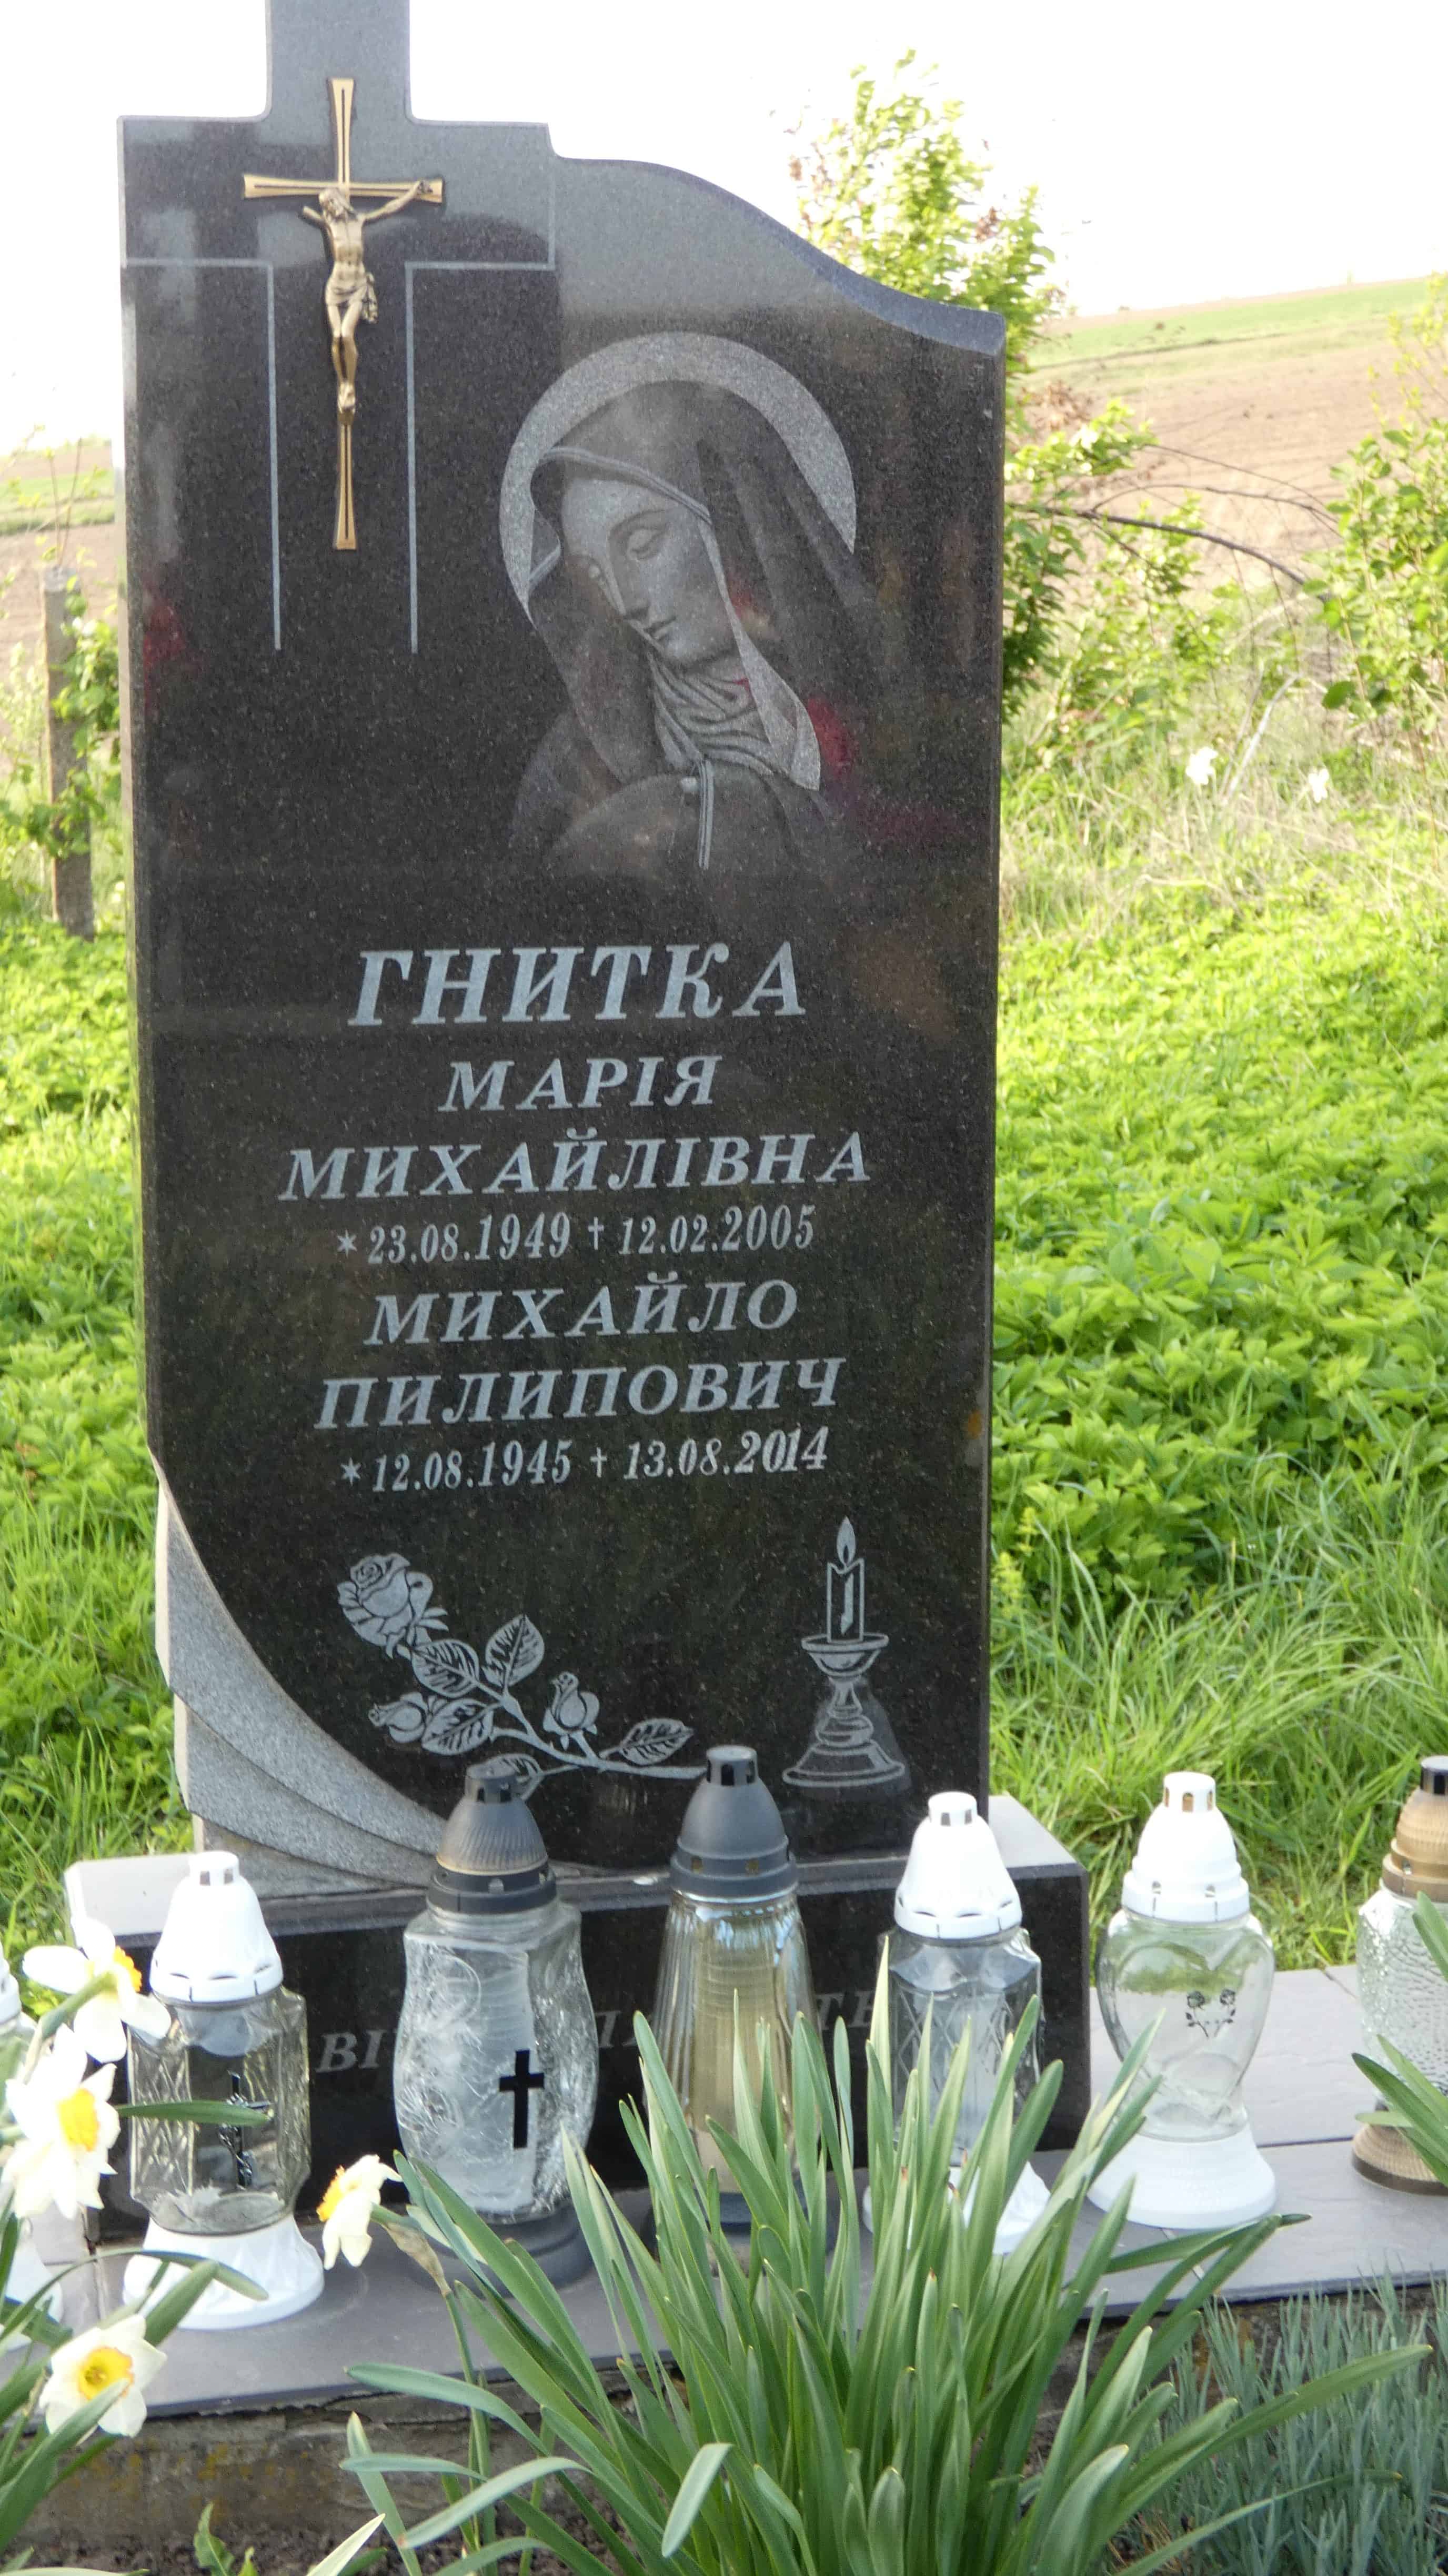 ГНИТКА
МАРІЯ
МИХАЙЛІВНА
*23.08.1949 †12.02.2005
МИХАЙЛО
ПИЛИПОВИЧ
*12.08.1945 †13.08.2014